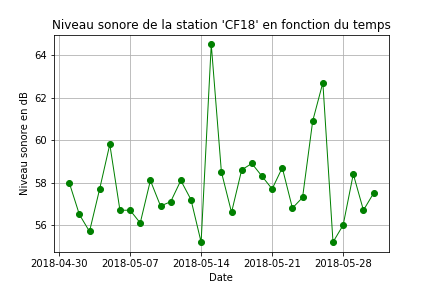 Niveau sonore de la station 'CF18' en fonction du temps
64
62
60
58
56
Niveau sonore en dB
2018-04-30 2018-05-07 2018-05-14 2018-05-21 2018-05-28
Date